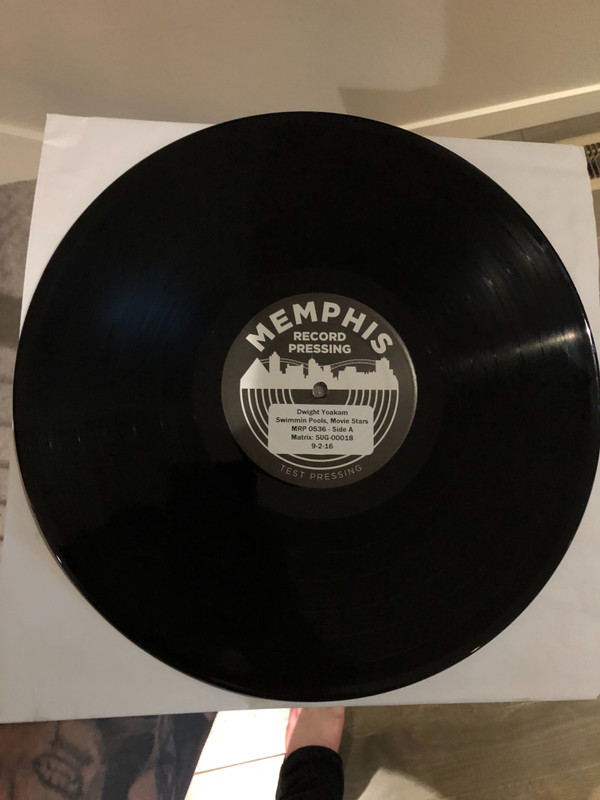 MEMPHIS
RECORD
PRESSING
Dwight Yoakam
Swimmin Pools, Movie Stars
MRP 0536 - Side A
Matrix: SUG-00018
9-2-16
TEST PRESSING